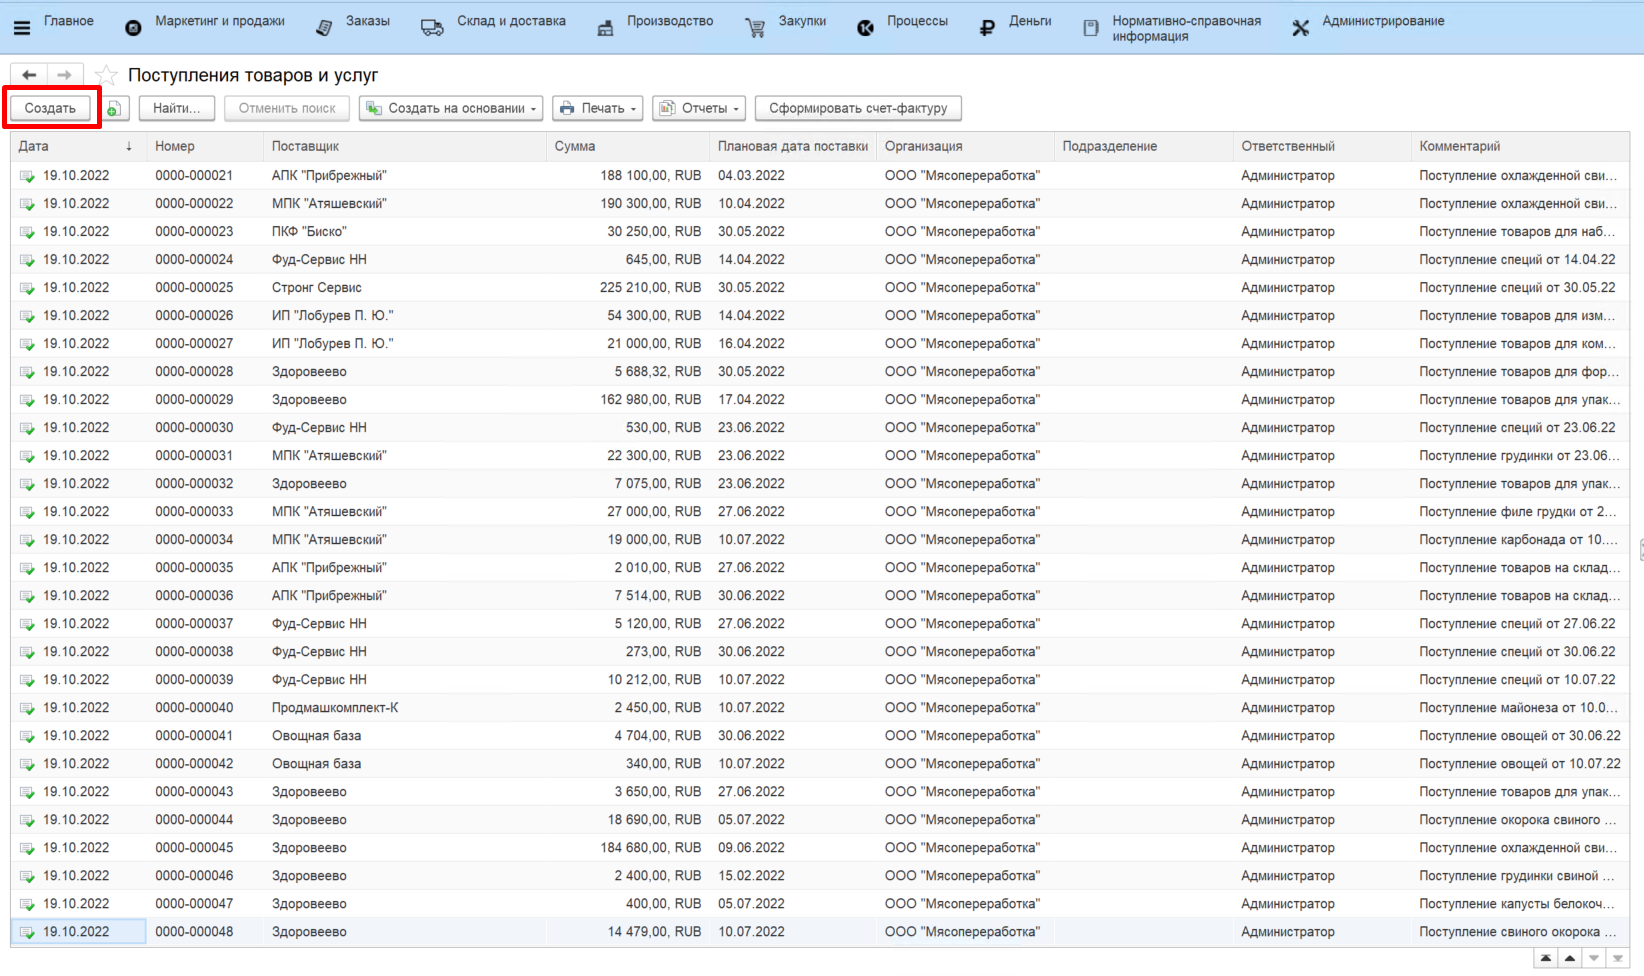 Главное Маркетинг и продажи Заказы Склад и доставка Производство Закупки Процессы Деньги Нормативно-справочная информация Администрирование
Поступления товаров и услуг
Создать Найти... Отменить поиск Создать на основании Печать Отчеты Сформировать счет-фактуру
Дата ↓ Номер Поставщик Сумма Плановая дата поставки Организация Подразделение Ответственный Комментарий
19.10.2022 0000-000021 АПК "Прибрежный" 188 100,00, RUB 04.03.2022 ООО "Мясопереработка" Администратор Поступление охлажденной сви...
19.10.2022 0000-000022 МПК "Атяшевский" 190 300,00, RUB 10.04.2022 ООО "Мясопереработка" Администратор Поступление охлажденной сви...
19.10.2022 0000-000023 ПКФ "Биско" 30 250,00, RUB 30.05.2022 ООО "Мясопереработка" Администратор Поступление товаров для наб...
19.10.2022 0000-000024 Фуд-Сервис НН 645,00, RUB 14.04.2022 ООО "Мясопереработка" Администратор Поступление специй от 14.04.22
19.10.2022 0000-000025 Стронг Сервис 225 210,00, RUB 30.05.2022 ООО "Мясопереработка" Администратор Поступление специй от 30.05.22
19.10.2022 0000-000026 ИП "Лобурев П. Ю." 54 300,00, RUB 14.04.2022 ООО "Мясопереработка" Администратор Поступление товаров для изм...
19.10.2022 0000-000027 ИП "Лобурев П. Ю." 21 000,00, RUB 16.04.2022 ООО "Мясопереработка" Администратор Поступление товаров для ком...
19.10.2022 0000-000028 Здоровеево 5 688,32, RUB 30.05.2022 ООО "Мясопереработка" Администратор Поступление товаров для фор...
19.10.2022 0000-000029 Здоровеево 162 980,00, RUB 17.04.2022 ООО "Мясопереработка" Администратор Поступление товаров для упак...
19.10.2022 0000-000030 Фуд-Сервис НН 530,00, RUB 23.06.2022 ООО "Мясопереработка" Администратор Поступление специй от 23.06.22
19.10.2022 0000-000031 МПК "Атяшевский" 22 300,00, RUB 23.06.2022 ООО "Мясопереработка" Администратор Поступление грудинки от 23.06...
19.10.2022 0000-000032 Здоровеево 7 075,00, RUB 23.06.2022 ООО "Мясопереработка" Администратор Поступление товаров для упак...
19.10.2022 0000-000033 МПК "Атяшевский" 27 000,00, RUB 27.06.2022 ООО "Мясопереработка" Администратор Поступление филе грудки от 2...
19.10.2022 0000-000034 МПК "Атяшевский" 19 000,00, RUB 10.07.2022 ООО "Мясопереработка" Администратор Поступление карбонада от 10....
19.10.2022 0000-000035 АПК "Прибрежный" 2 010,00, RUB 27.06.2022 ООО "Мясопереработка" Администратор Поступление товаров на склад...
19.10.2022 0000-000036 АПК "Прибрежный" 7 514,00, RUB 30.06.2022 ООО "Мясопереработка" Администратор Поступление товаров на склад...
19.10.2022 0000-000037 Фуд-Сервис НН 5 120,00, RUB 27.06.2022 ООО "Мясопереработка" Администратор Поступление специй от 27.06.22
19.10.2022 0000-000038 Фуд-Сервис НН 273,00, RUB 30.06.2022 ООО "Мясопереработка" Администратор Поступление специй от 30.06.22
19.10.2022 0000-000039 Фуд-Сервис НН 10 212,00, RUB 10.07.2022 ООО "Мясопереработка" Администратор Поступление специй от 10.07.22
19.10.2022 0000-000040 Продмашкомплект-К 2 450,00, RUB 10.07.2022 ООО "Мясопереработка" Администратор Поступление майонеза от 10.0...
19.10.2022 0000-000041 Овощная база 4 704,00, RUB 30.06.2022 ООО "Мясопереработка" Администратор Поступление овощей от 30.06.22
19.10.2022 0000-000042 Овощная база 340,00, RUB 10.07.2022 ООО "Мясопереработка" Администратор Поступление овощей от 10.07.22
19.10.2022 0000-000043 Здоровеево 3 650,00, RUB 27.06.2022 ООО "Мясопереработка" Администратор Поступление товаров для упак...
19.10.2022 0000-000044 Здоровеево 18 690,00, RUB 05.07.2022 ООО "Мясопереработка" Администратор Поступление окорока свиного ...
19.10.2022 0000-000045 Здоровеево 184 680,00, RUB 09.06.2022 ООО "Мясопереработка" Администратор Поступление охлажденной сви...
19.10.2022 0000-000046 Здоровеево 2 400,00, RUB 15.02.2022 ООО "Мясопереработка" Администратор Поступление грудинки свиной ...
19.10.2022 0000-000047 Здоровеево 400,00, RUB 05.07.2022 ООО "Мясопереработка" Администратор Поступление капусты белокоч...
19.10.2022 0000-000048 Здоровеево 14 479,00, RUB 10.07.2022 ООО "Мясопереработка" Администратор Поступление свиного окорока ...